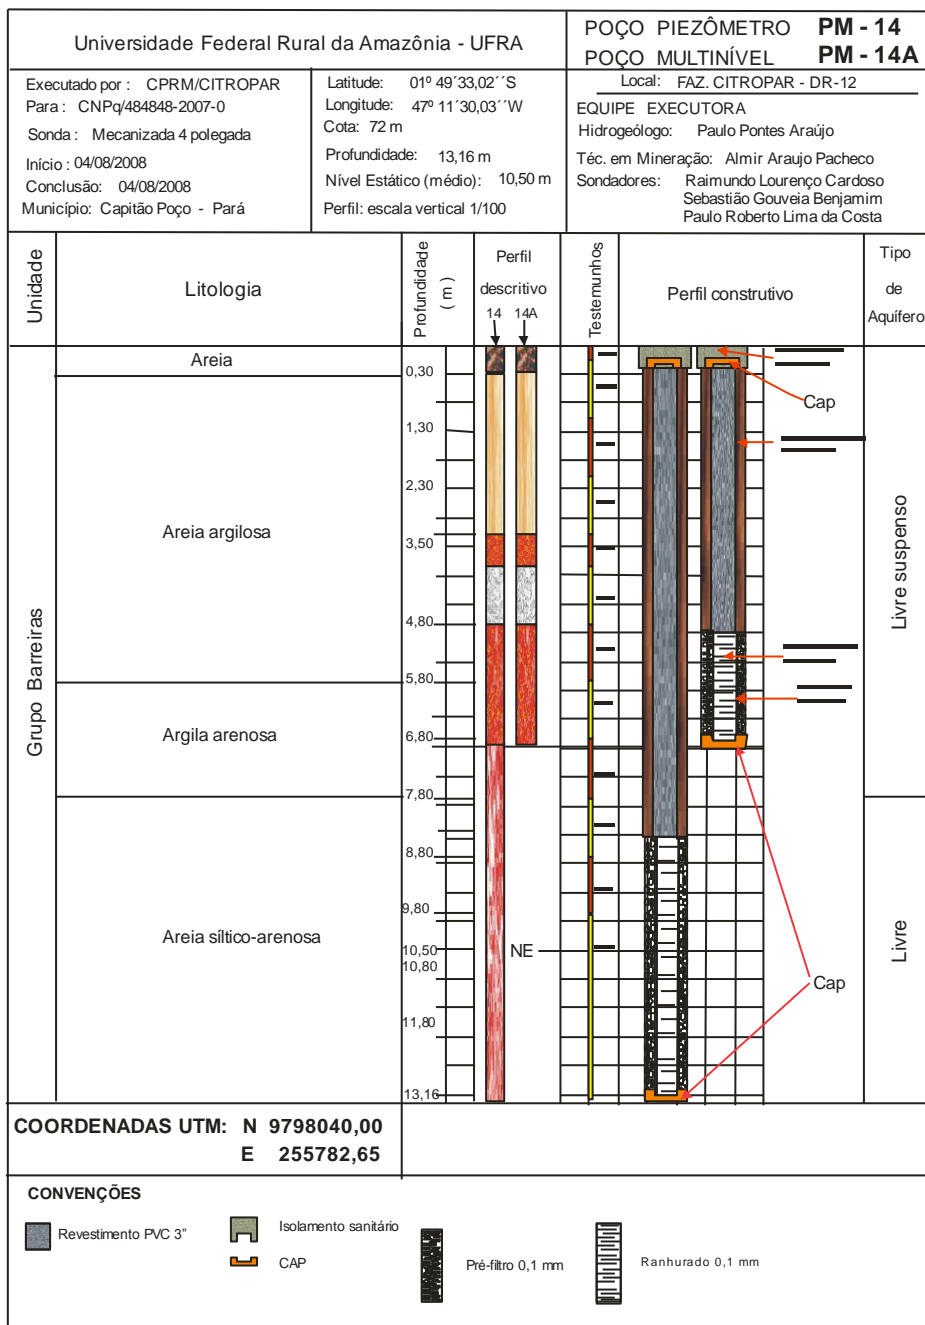 Universidade Federal Rural da Amazônia - UFRA
POÇO PIEZÔMETRO PM - 14
POÇO MULTINÍVEL PM - 14A
Executado por : CPRM/CITROPAR
Para : CNPq/484848-2007-0
Sonda : Mecanizada 4 polegada
Início : 04/08/2008
Conclusão: 04/08/2008
Município: Capitão Poço - Pará
Latitude: 01º 49´33,02´´S
Longitude: 47º 11´30,03´´W
Cota: 72 m
Profundidade: 13,16 m
Nível Estático (médio): 10,50 m
Perfil: escala vertical 1/100
Local: FAZ. CITROPAR - DR-12
EQUIPE EXECUTORA
Hidrogeólogo: Paulo Pontes Araújo
Téc. em Mineração: Almir Araujo Pacheco
Sondadores: Raimundo Lourenço Cardoso
Sebastião Gouveia Benjamim
Paulo Roberto Lima da Costa
Unidade
Litologia
Profundidade
( m )
Perfil
descritivo
14 14A
Testemunhos
Perfil construtivo
Tipo
de
Aquífero
Grupo Barreiras
Areia
Areia argilosa
Argila arenosa
Areia síltico-arenosa
0,30
1,30
2,30
3,50
4,80
5,80
6,80
7,80
8,80
9,80
10,50
10,80
11,80
13,16
NE
Cap
Cap
Livre suspenso
Livre
COORDENADAS UTM: N 9798040,00
E 255782,65
CONVENÇÕES
Revestimento PVC 3”
Isolamento sanitário
CAP
Pré-filtro 0,1 mm
Ranhurado 0,1 mm